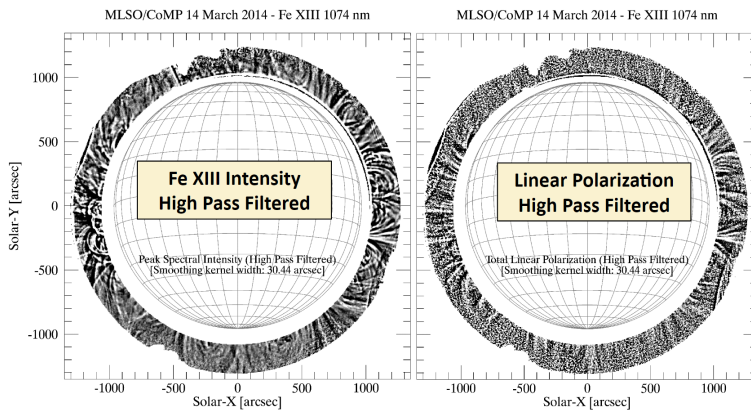 MLSO/CoMP 14 March 2014 - Fe XIII 1074 nm
MLSO/CoMP 14 March 2014 - Fe XIII 1074 nm
1000
500
0
-500
-1000
Solar-Y [arcsec]
Fe XIII Intensity
High Pass Filtered
Peak Spectral Intensity (High Pass Filtered)
[Smoothing kernel width: 30.44 arcsec]
Linear Polarization
High Pass Filtered
Total Linear Polarization (High Pass Filtered)
[Smoothing kernel width: 30.44 arcsec]
-1000 -500 0 500 1000
Solar-X [arcsec]
-1000 -500 0 500 1000
Solar-X [arcsec]